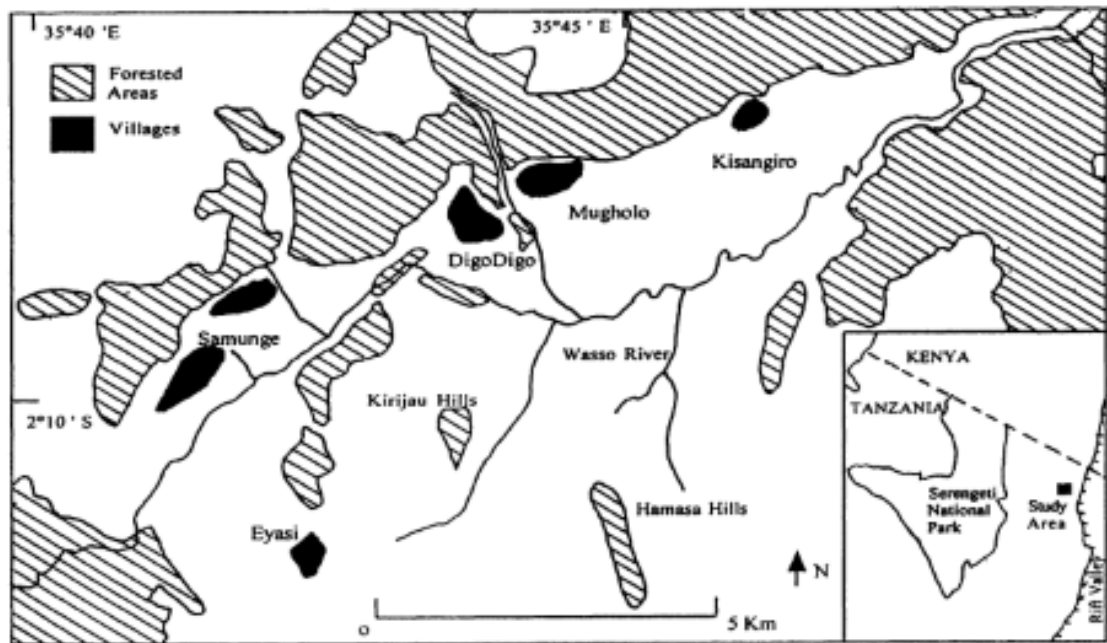 35°40 'E
35°45 ' E
Forested
Areas
Villages
Kisangiro
Mugholo
DigoDigo
Samunge
Wasso River
Kirijau Hills
2°10 ' S
KENYA
TANZANIA
Serengeti
National
Park
Study
Area
Rift Valley
Hamasa Hills
Eyasi
N
0
5 Km